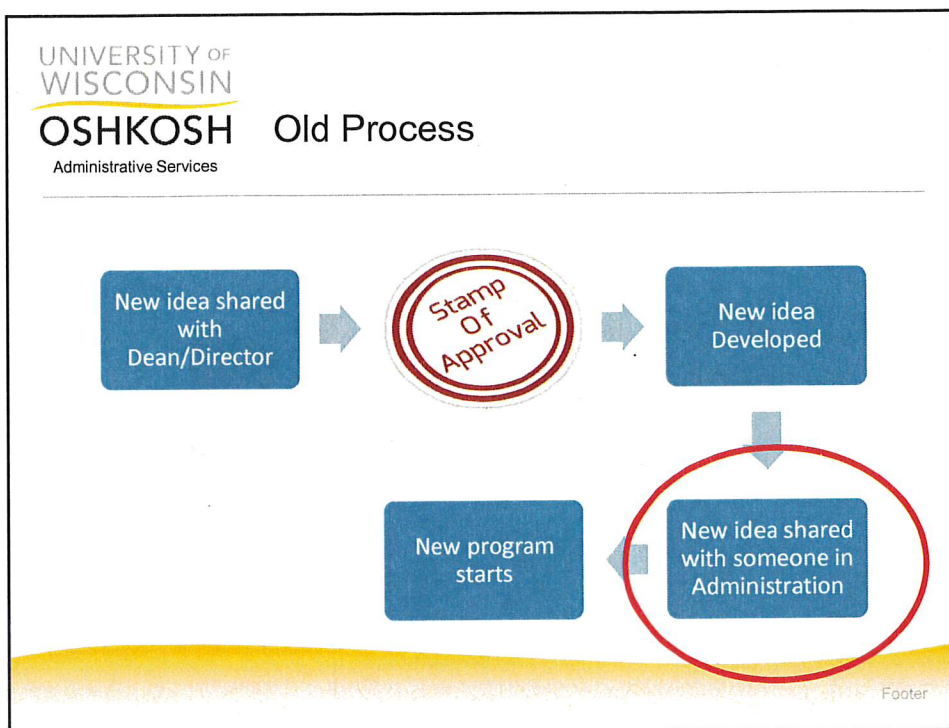 UNIVERSITY OF
WISCONSIN
OSHKOSH
Administrative Services
Old Process
New idea shared
with
Dean/Director
Stamp
Of
Approval
New idea
Developed
New idea shared
with someone in
Administration
New program
starts
Footer